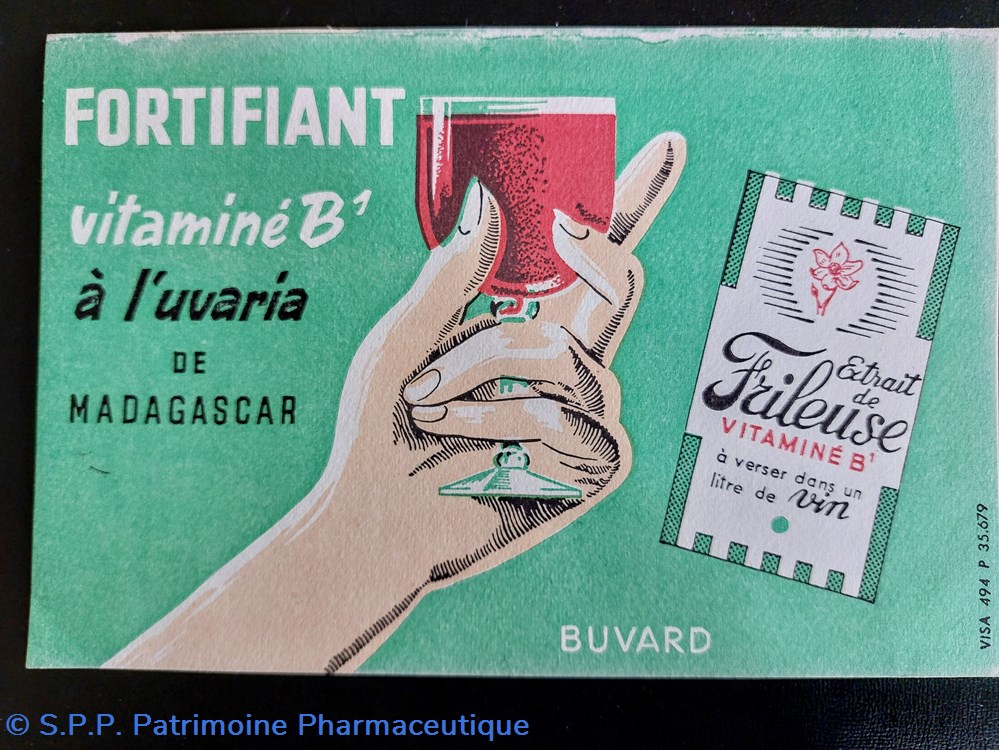 FORTIFIANT
vitaminé B¹
à l'uvaria
DE
MADAGASCAR
Extrait
de
Frileuse
VITAMINÉ B¹
à verser dans un
litre de vin
BUVARD
VISA 494 P 35.679
© S.P.P. Patrimoine Pharmaceutique